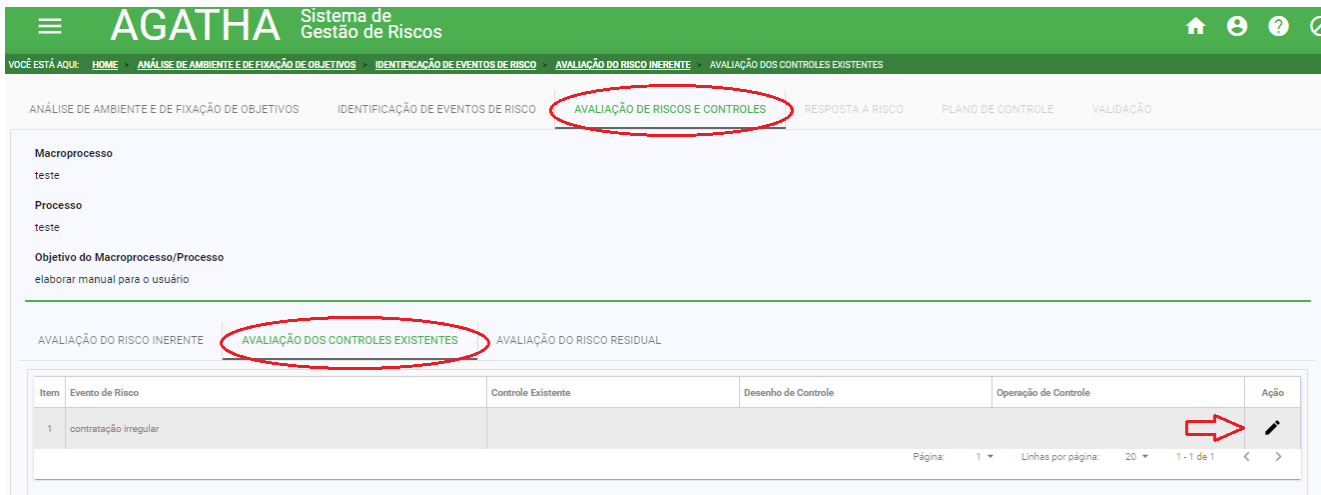 AGATHA Sistema de
Gestão de Riscos
VOCÊ ESTÁ AQUI: HOME > ANÁLISE DE AMBIENTE E DE FIXAÇÃO DE OBJETIVOS > IDENTIFICAÇÃO DE EVENTOS DE RISCO > AVALIAÇÃO DO RISCO INERENTE > AVALIAÇÃO DOS CONTROLES EXISTENTES
ANÁLISE DE AMBIENTE E DE FIXAÇÃO DE OBJETIVOS IDENTIFICAÇÃO DE EVENTOS DE RISCO AVALIAÇÃO DE RISCOS E CONTROLES RESPOSTA A RISCO PLANO DE CONTROLE VALIDAÇÃO
Macroprocesso
teste
Processo
teste
Objetivo do Macroprocesso/Processo
elaborar manual para o usuário
AVALIAÇÃO DO RISCO INERENTE AVALIAÇÃO DOS CONTROLES EXISTENTES AVALIAÇÃO DO RISCO RESIDUAL
Item Evento de Risco Controle Existente Desenho de Controle Operação de Controle Ação
1 contratação irregular
Página: 1 Linhas por página: 20 1 - 1 de 1 < >